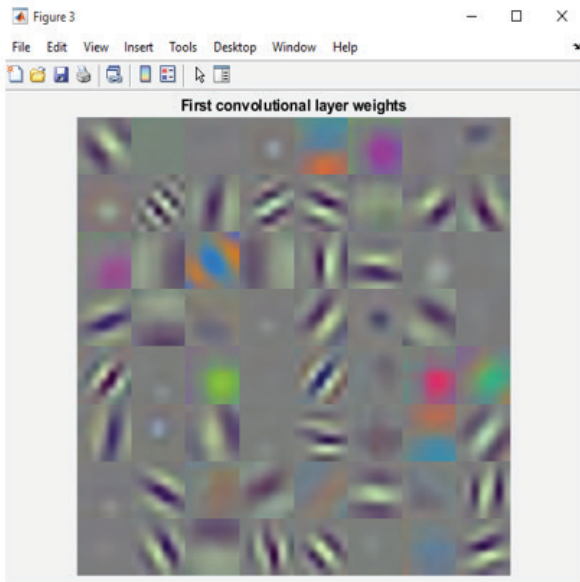 Figure 3
File Edit View Insert Tools Desktop Window Help
First convolutional layer weights